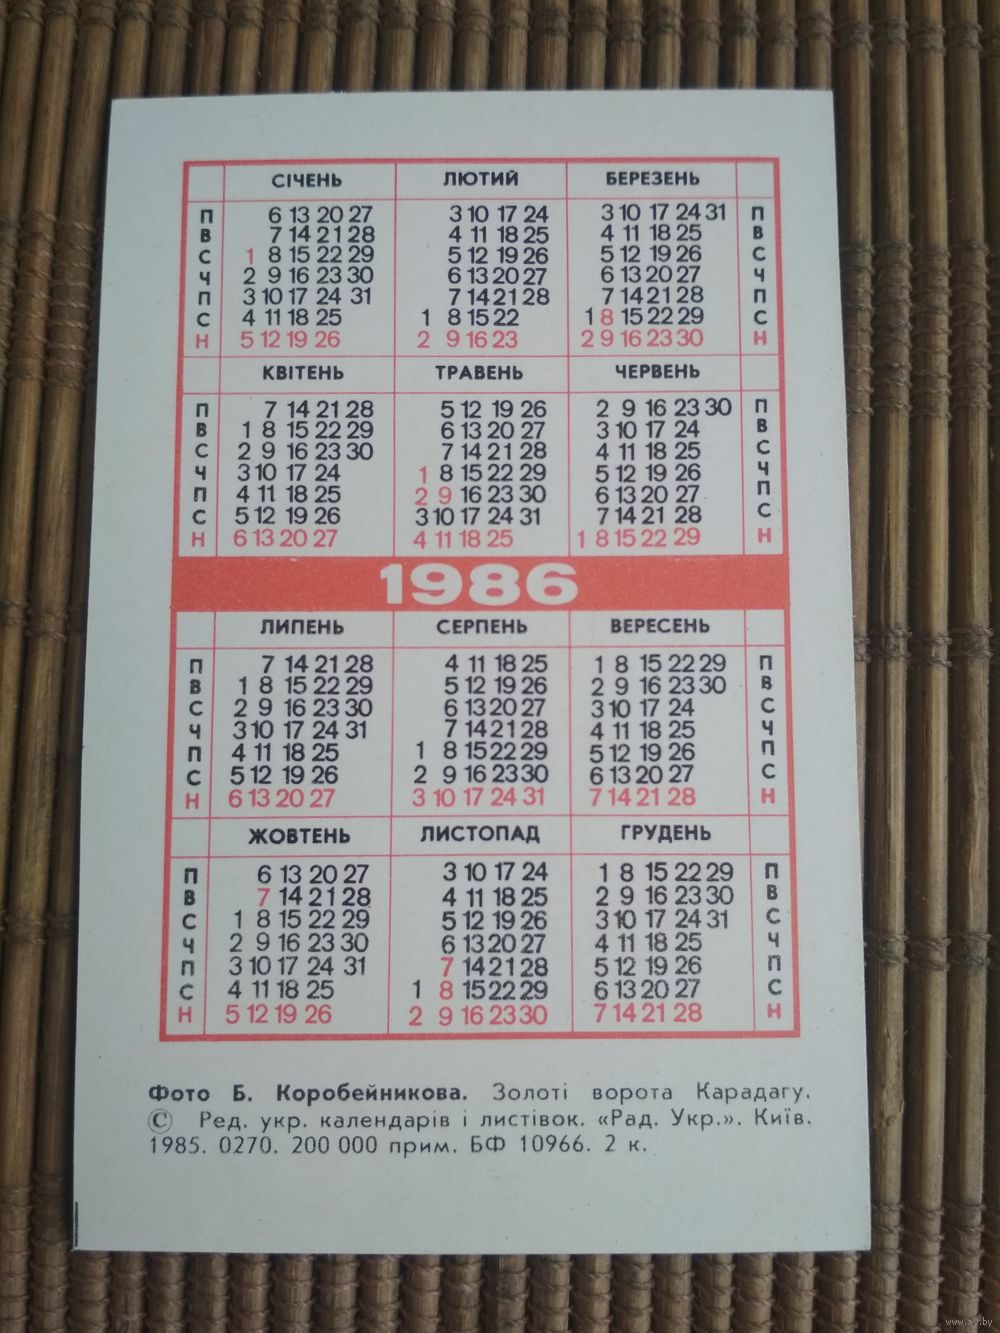 СІЧЕНЬ ЛЮТИЙ БЕРЕЗЕНЬ
П 6 13 20 27 3 10 17 24 3 10 17 24 31 П
В 7 14 21 28 4 11 18 25 4 11 18 25 В
С 1 8 15 22 29 5 12 19 26 5 12 19 26 С
Ч 2 9 16 23 30 6 13 20 27 6 13 20 27 Ч
П 3 10 17 24 31 7 14 21 28 7 14 21 28 П
С 4 11 18 25 1 8 15 22 1 8 15 22 29 С
Н 5 12 19 26 2 9 16 23 2 9 16 23 30 Н
КВІТЕНЬ ТРАВЕНЬ ЧЕРВЕНЬ
П 7 14 21 28 5 12 19 26 2 9 16 23 30 П
В 1 8 15 22 29 6 13 20 27 3 10 17 24 В
С 2 9 16 23 30 7 14 21 28 4 11 18 25 С
Ч 3 10 17 24 1 8 15 22 29 5 12 19 26 Ч
П 4 11 18 25 2 9 16 23 30 6 13 20 27 П
С 5 12 19 26 3 10 17 24 31 7 14 21 28 С
Н 6 13 20 27 4 11 18 25 1 8 15 22 29 Н
1986
ЛИПЕНЬ СЕРПЕНЬ ВЕРЕСЕНЬ
П 7 14 21 28 4 11 18 25 1 8 15 22 29 П
В 1 8 15 22 29 5 12 19 26 2 9 16 23 30 В
С 2 9 16 23 30 6 13 20 27 3 10 17 24 С
Ч 3 10 17 24 31 7 14 21 28 4 11 18 25 Ч
П 4 11 18 25 1 8 15 22 29 5 12 19 26 П
С 5 12 19 26 2 9 16 23 30 6 13 20 27 С
Н 6 13 20 27 3 10 17 24 31 7 14 21 28 Н
ЖОВТЕНЬ ЛИСТОПАД ГРУДЕНЬ
П 6 13 20 27 3 10 17 24 1 8 15 22 29 П
В 7 14 21 28 4 11 18 25 2 9 16 23 30 В
С 1 8 15 22 29 5 12 19 26 3 10 17 24 31 С
Ч 2 9 16 23 30 6 13 20 27 4 11 18 25 Ч
П 3 10 17 24 31 7 14 21 28 5 12 19 26 П
С 4 11 18 25 1 8 15 22 29 6 13 20 27 С
Н 5 12 19 26 2 9 16 23 30 7 14 21 28 Н
Фото Б. Коробейникова. Золоті ворота Карадагу.
© Ред. укр. календарів і листівок. «Рад. Укр.». Київ.
1985. 0270. 200 000 прим. БФ 10966. 2 к.
www.ay.by